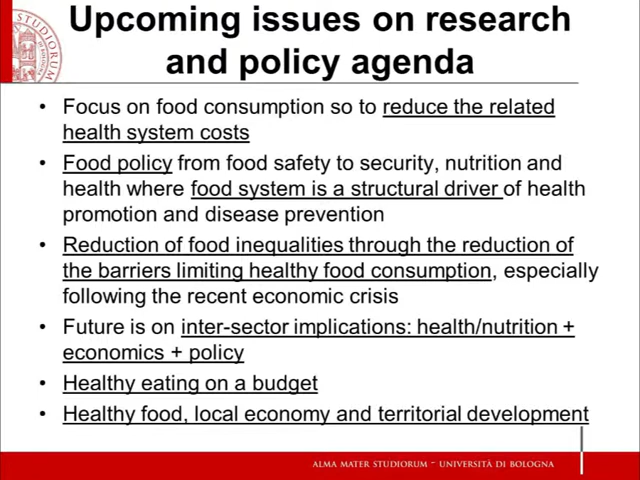 Upcoming issues on research
and policy agenda
• Focus on food consumption so to reduce the related
health system costs
• Food policy from food safety to security, nutrition and
health where food system is a structural driver of health
promotion and disease prevention
• Reduction of food inequalities through the reduction of
the barriers limiting healthy food consumption, especially
following the recent economic crisis
• Future is on inter-sector implications: health/nutrition +
economics + policy
• Healthy eating on a budget
• Healthy food, local economy and territorial development
ALMA MATER STUDIORUM ~ UNIVERSITÀ DI BOLOGNA